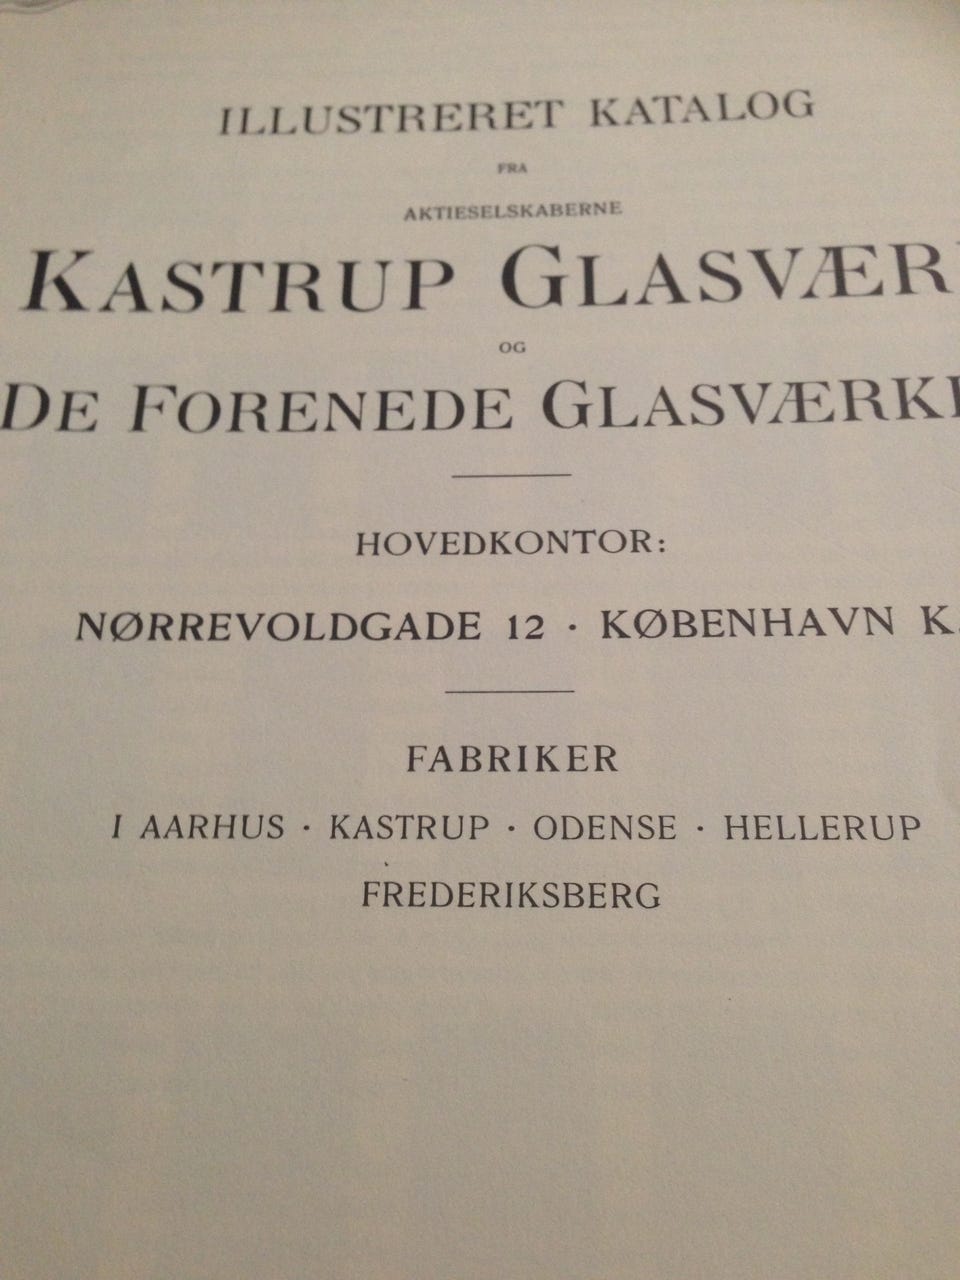 ILLUSTRERET KATALOG
FRA
AKTIESELSKABERNE
KASTRUP GLASVÆR
OG
DE FORENEDE GLASVÆRK
HOVEDKONTOR:
NØRREVOLDGADE 12 · KØBENHAVN K.
FABRIKER
I AARHUS · KASTRUP · ODENSE · HELLERUP
FREDERIKSBERG